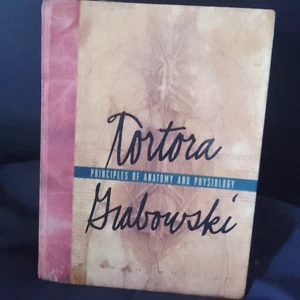 Tortora
PRINCIPLES OF ANATOMY AND PHYSIOLOGY
Grabowski